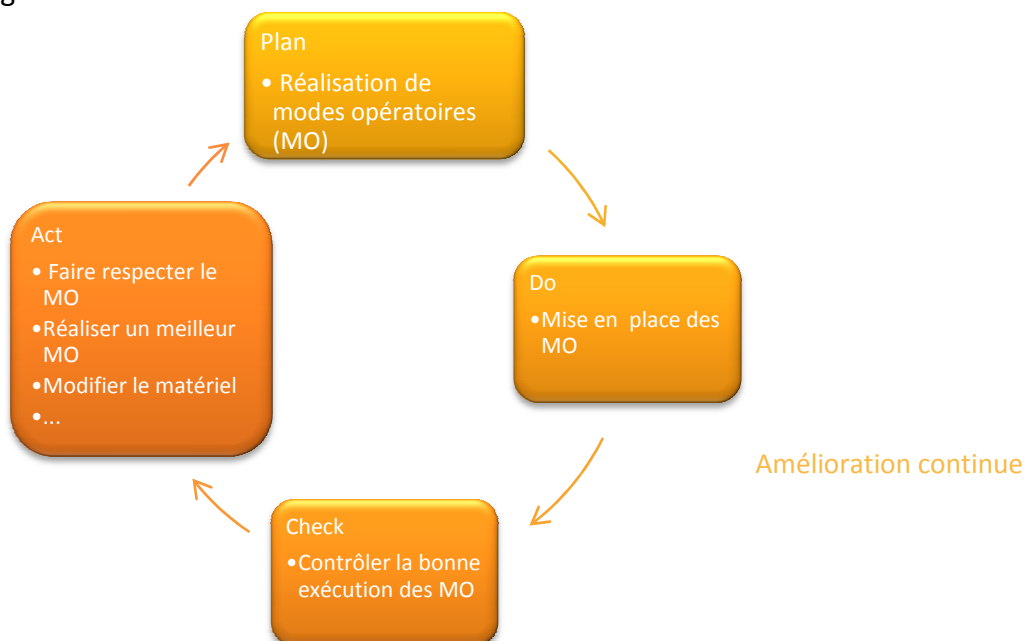 g
Plan
• Réalisation de
modes opératoires
(MO)
Do
•Mise en place des
MO
Amélioration continue
Check
•Contrôler la bonne
exécution des MO
Act
• Faire respecter le
MO
•Réaliser un meilleur
MO
•Modifier le matériel
•...